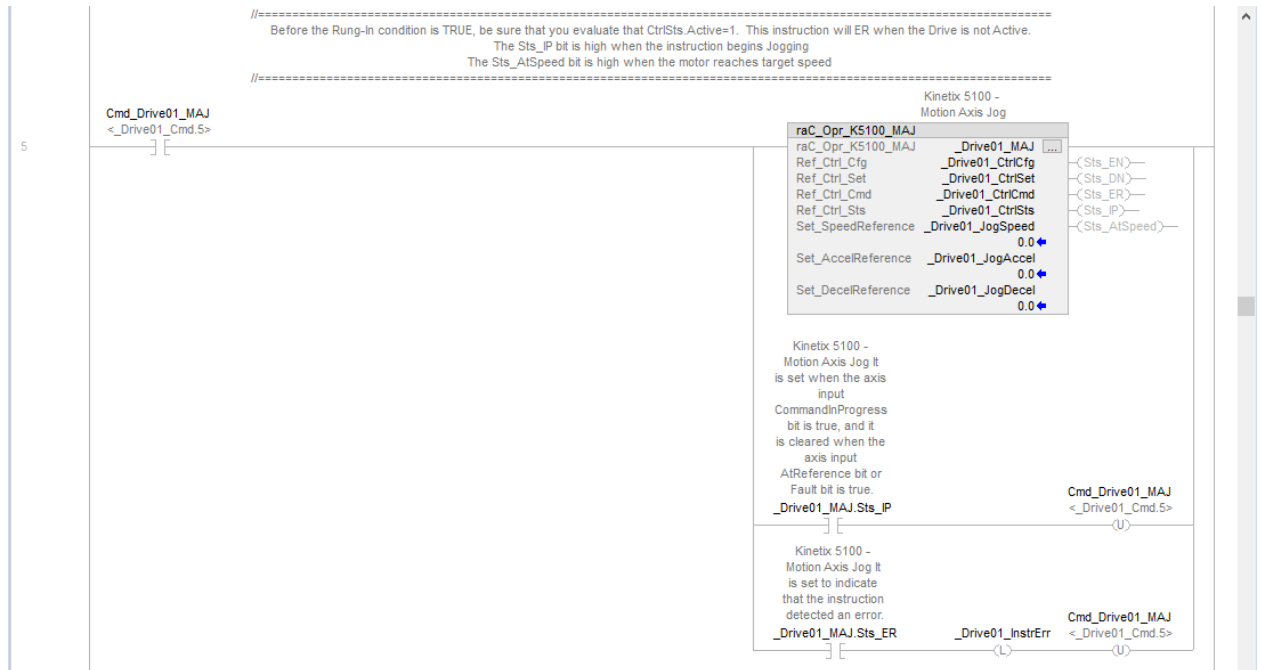 //=====================================================================================================================
Before the Rung-In condition is TRUE, be sure that you evaluate that CtrlSts.Active=1.  This instruction will ER when the Drive is not Active.
The Sts_IP bit is high when the instruction begins Jogging
The Sts_AtSpeed bit is high when the motor reaches target speed
//=====================================================================================================================
Kinetix 5100 -
Motion Axis Jog
Cmd_Drive01_MAJ
<_Drive01_Cmd.5>
5
raC_Opr_K5100_MAJ
raC_Opr_K5100_MAJ _Drive01_MAJ ...
Ref_Ctrl_Cfg _Drive01_CtrlCfg (Sts_EN)
Ref_Ctrl_Set _Drive01_CtrlSet (Sts_DN)
Ref_Ctrl_Cmd _Drive01_CtrlCmd (Sts_ER)
Ref_Ctrl_Sts _Drive01_CtrlSts (Sts_IP)
Set_SpeedReference _Drive01_JogSpeed (Sts_AtSpeed)
0.0
Set_AccelReference _Drive01_JogAccel
0.0
Set_DecelReference _Drive01_JogDecel
0.0
Kinetix 5100 -
Motion Axis Jog It
is set when the axis
input
CommandInProgress
bit is true, and it
is cleared when the
axis input
AtReference bit or
Fault bit is true.
_Drive01_MAJ.Sts_IP
Cmd_Drive01_MAJ
<_Drive01_Cmd.5>
(U)
Kinetix 5100 -
Motion Axis Jog It
is set to indicate
that the instruction
detected an error.
_Drive01_MAJ.Sts_ER
_Drive01_InstrErr
(L)
Cmd_Drive01_MAJ
<_Drive01_Cmd.5>
(U)